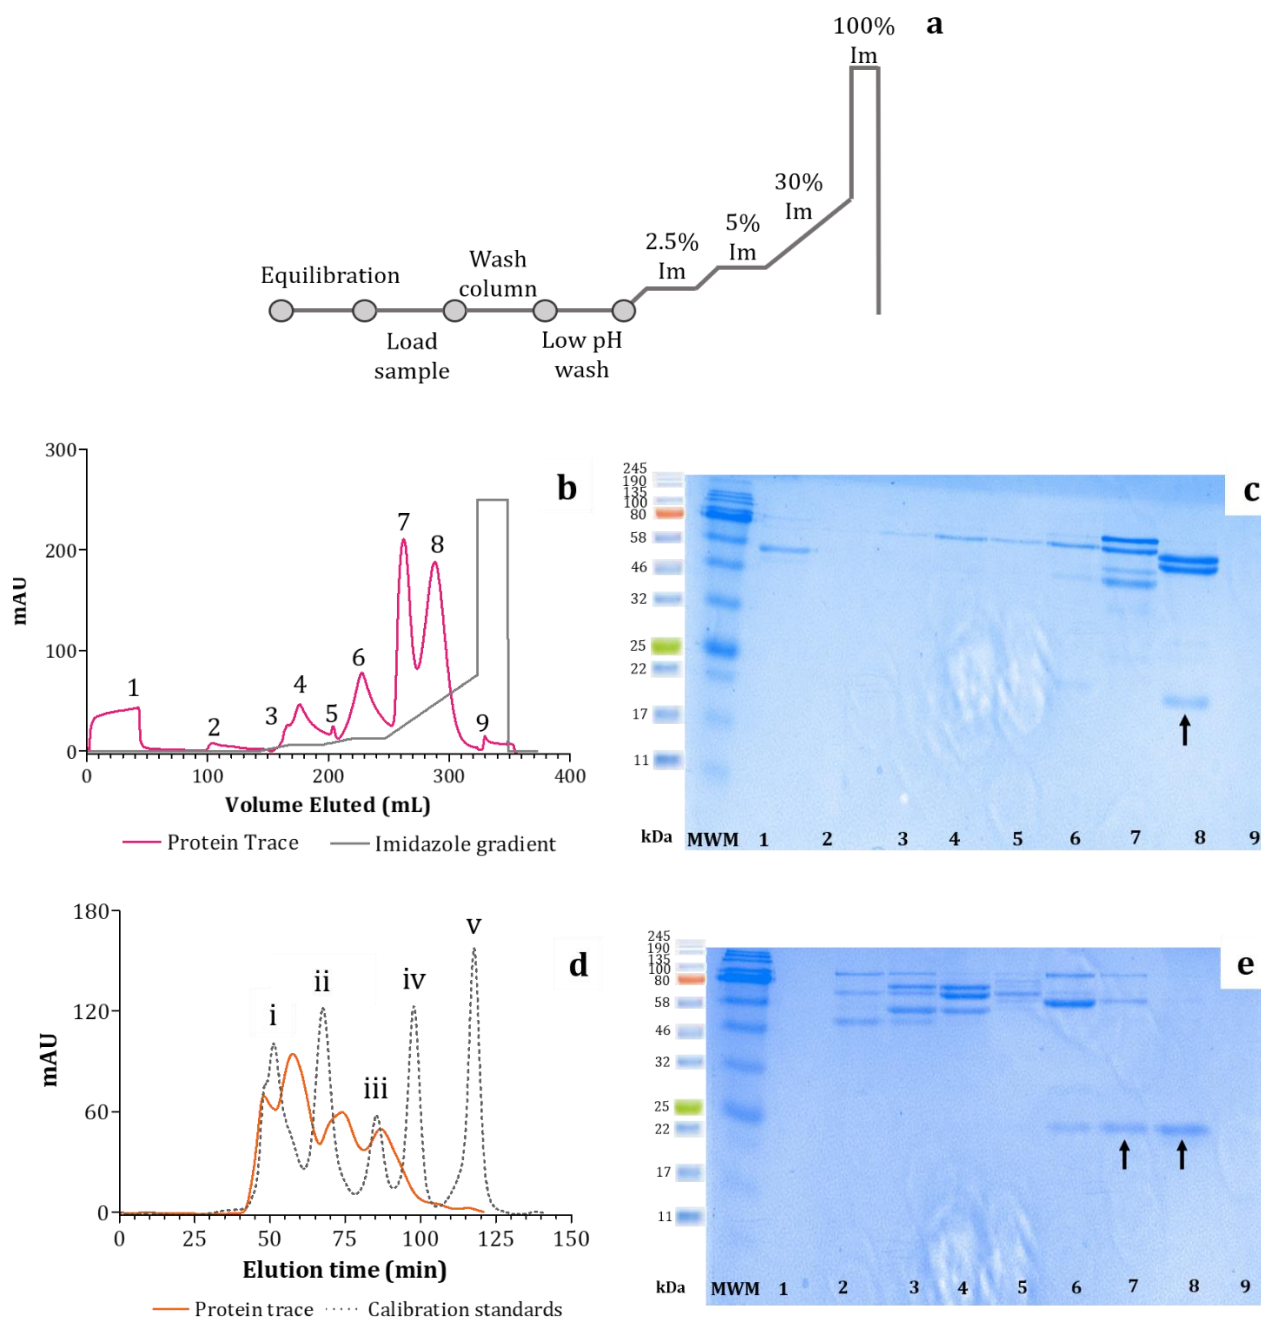 a
100%
Im
30%
Im
5%
Im
2.5%
Im
Wash
column
Equilibration
Load
sample
Low pH
wash
b
300
200
100
0
mAU
1
2
3
4
5
6
7
8
9
0
100
200
300
400
Volume Eluted (mL)
Protein Trace
Imidazole gradient
c
245
190
135
100
80
58
46
32
25
22
17
11
kDa MWM 1 2 3 4 5 6 7 8 9
d
180
120
60
0
mAU
i
ii
iii
iv
v
0 25 50 75 100 125 150
Elution time (min)
Protein trace
Calibration standards
e
245
190
135
100
80
58
46
32
25
22
17
11
kDa MWM 1 2 3 4 5 6 7 8 9